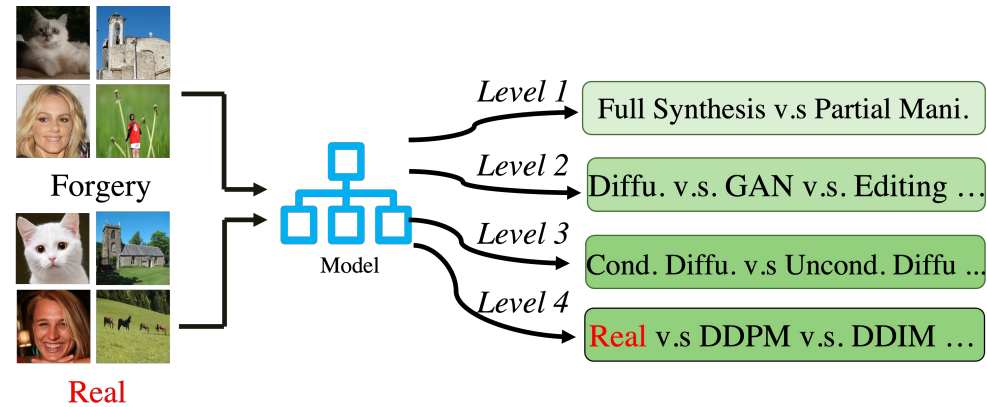 Forgery
Real
Model
Level 1
Full Synthesis v.s Partial Mani.
Level 2
Diffu. v.s. GAN v.s. Editing ...
Level 3
Cond. Diffu. v.s Uncond. Diffu ...
Level 4
Real v.s DDPM v.s. DDIM ...